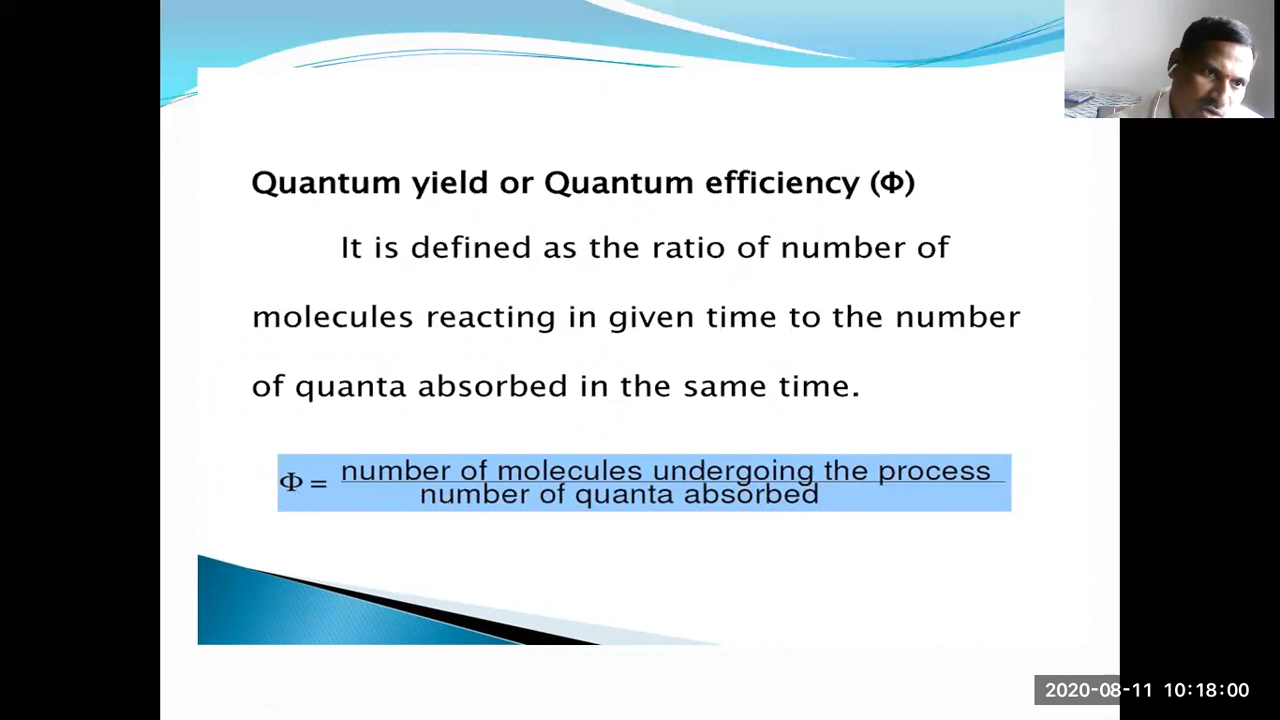 Quantum yield or Quantum efficiency (Φ)
It is defined as the ratio of number of
molecules reacting in given time to the number
of quanta absorbed in the same time.
Φ = number of molecules undergoing the process
number of quanta absorbed
2020-08-11 10:18:00